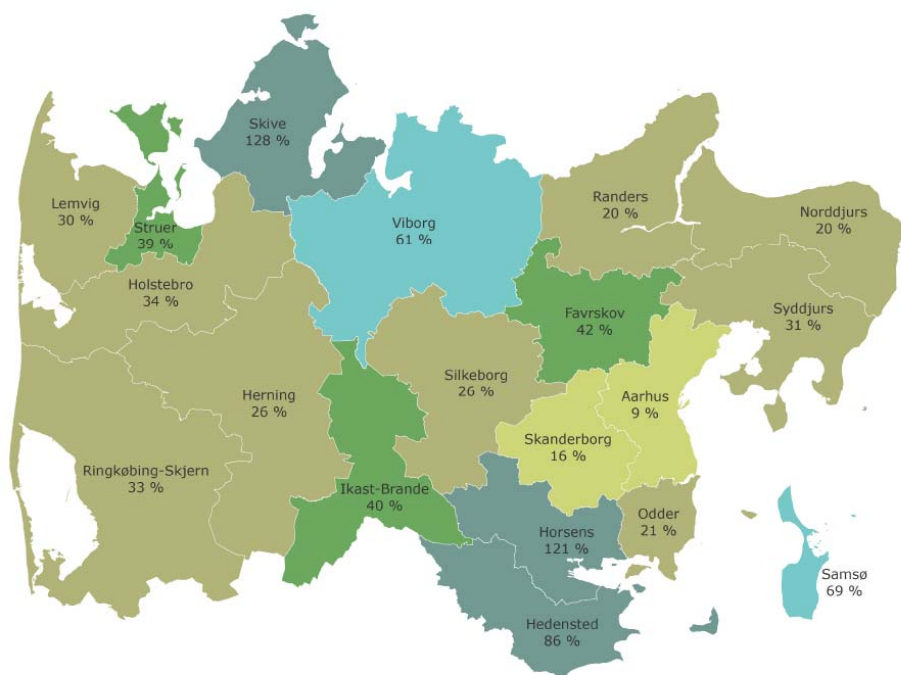 Skive
128 %
Lemvig
30 %
Struer
39 %
Viborg
61 %
Randers
20 %
Norddjurs
20 %
Holstebro
34 %
Favrskov
42 %
Syddjurs
31 %
Herning
26 %
Silkeborg
26 %
Aarhus
9 %
Skanderborg
16 %
Ringkøbing-Skjern
33 %
Ikast-Brande
40 %
Horsens
121 %
Odder
21 %
Samsø
69 %
Hedensted
86 %